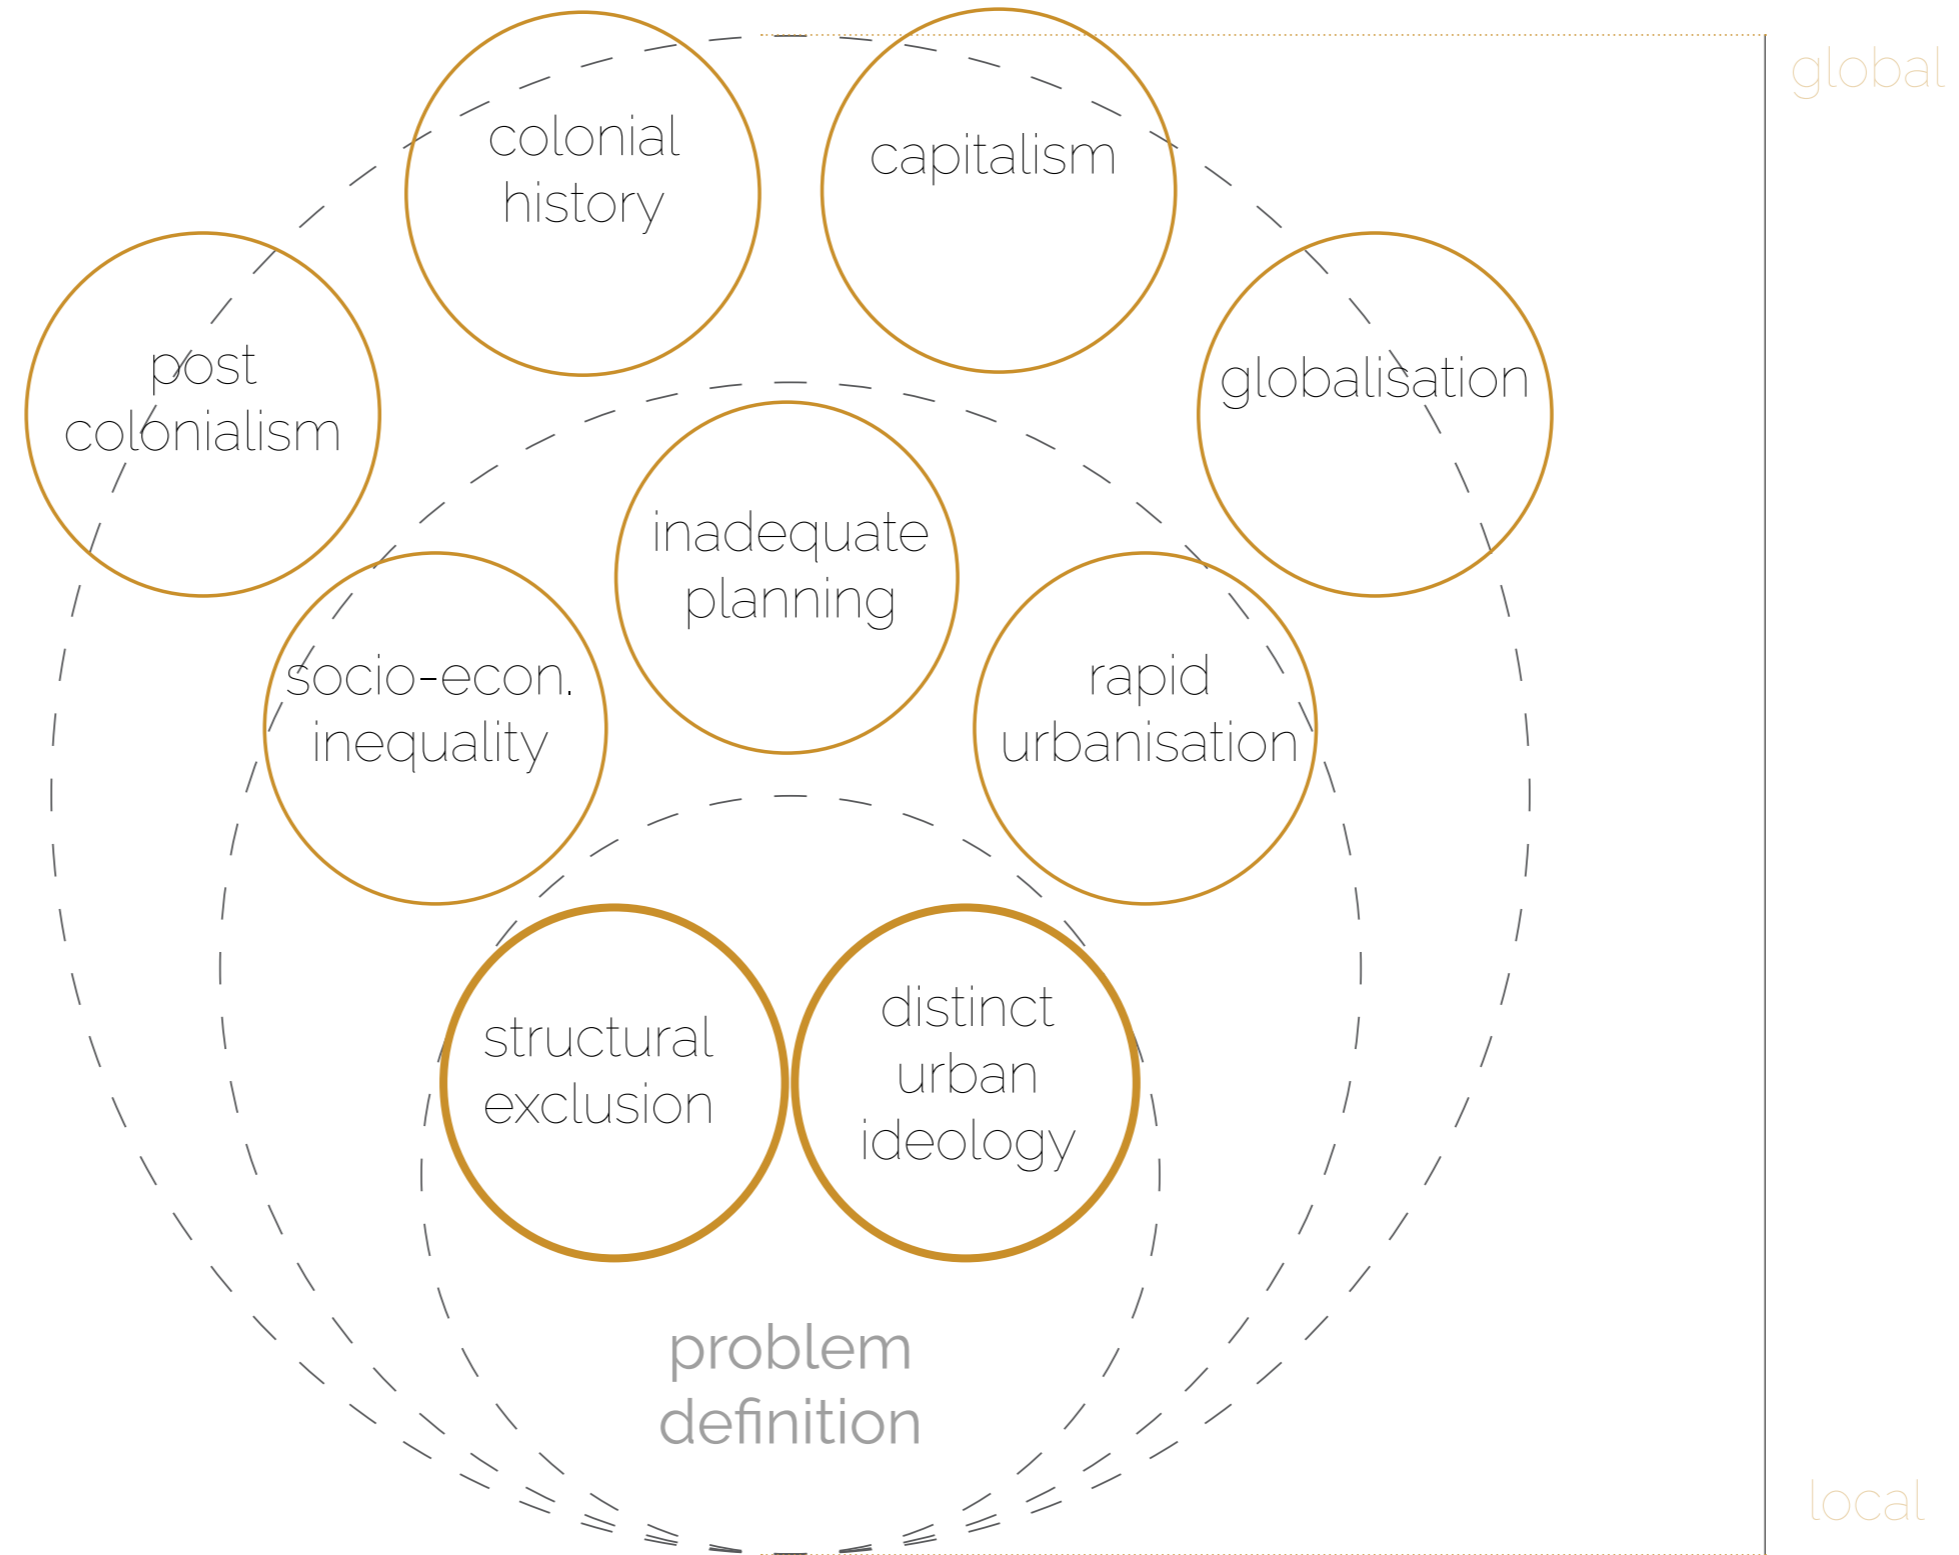 global
colonial
history
capitalism
post
colonialism
globalisation
inadequate
planning
socio-econ.
inequality
rapid
urbanisation
structural
exclusion
distinct
urban
ideology
problem
definition
local